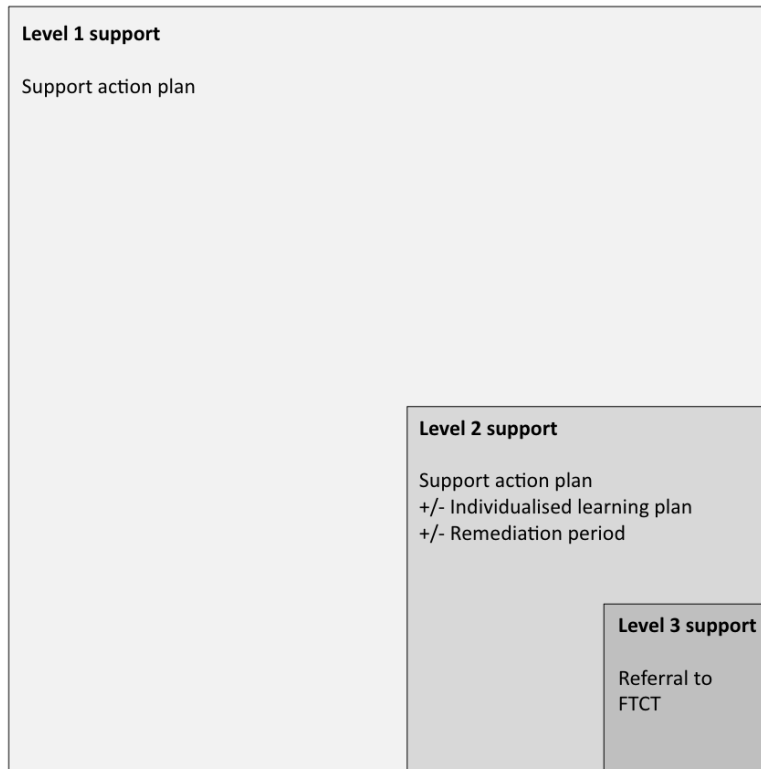 Level 1 support
Support action plan
Level 2 support
Support action plan
+/- Individualised learning plan
+/- Remediation period
Level 3 support
Referral to
FTCT